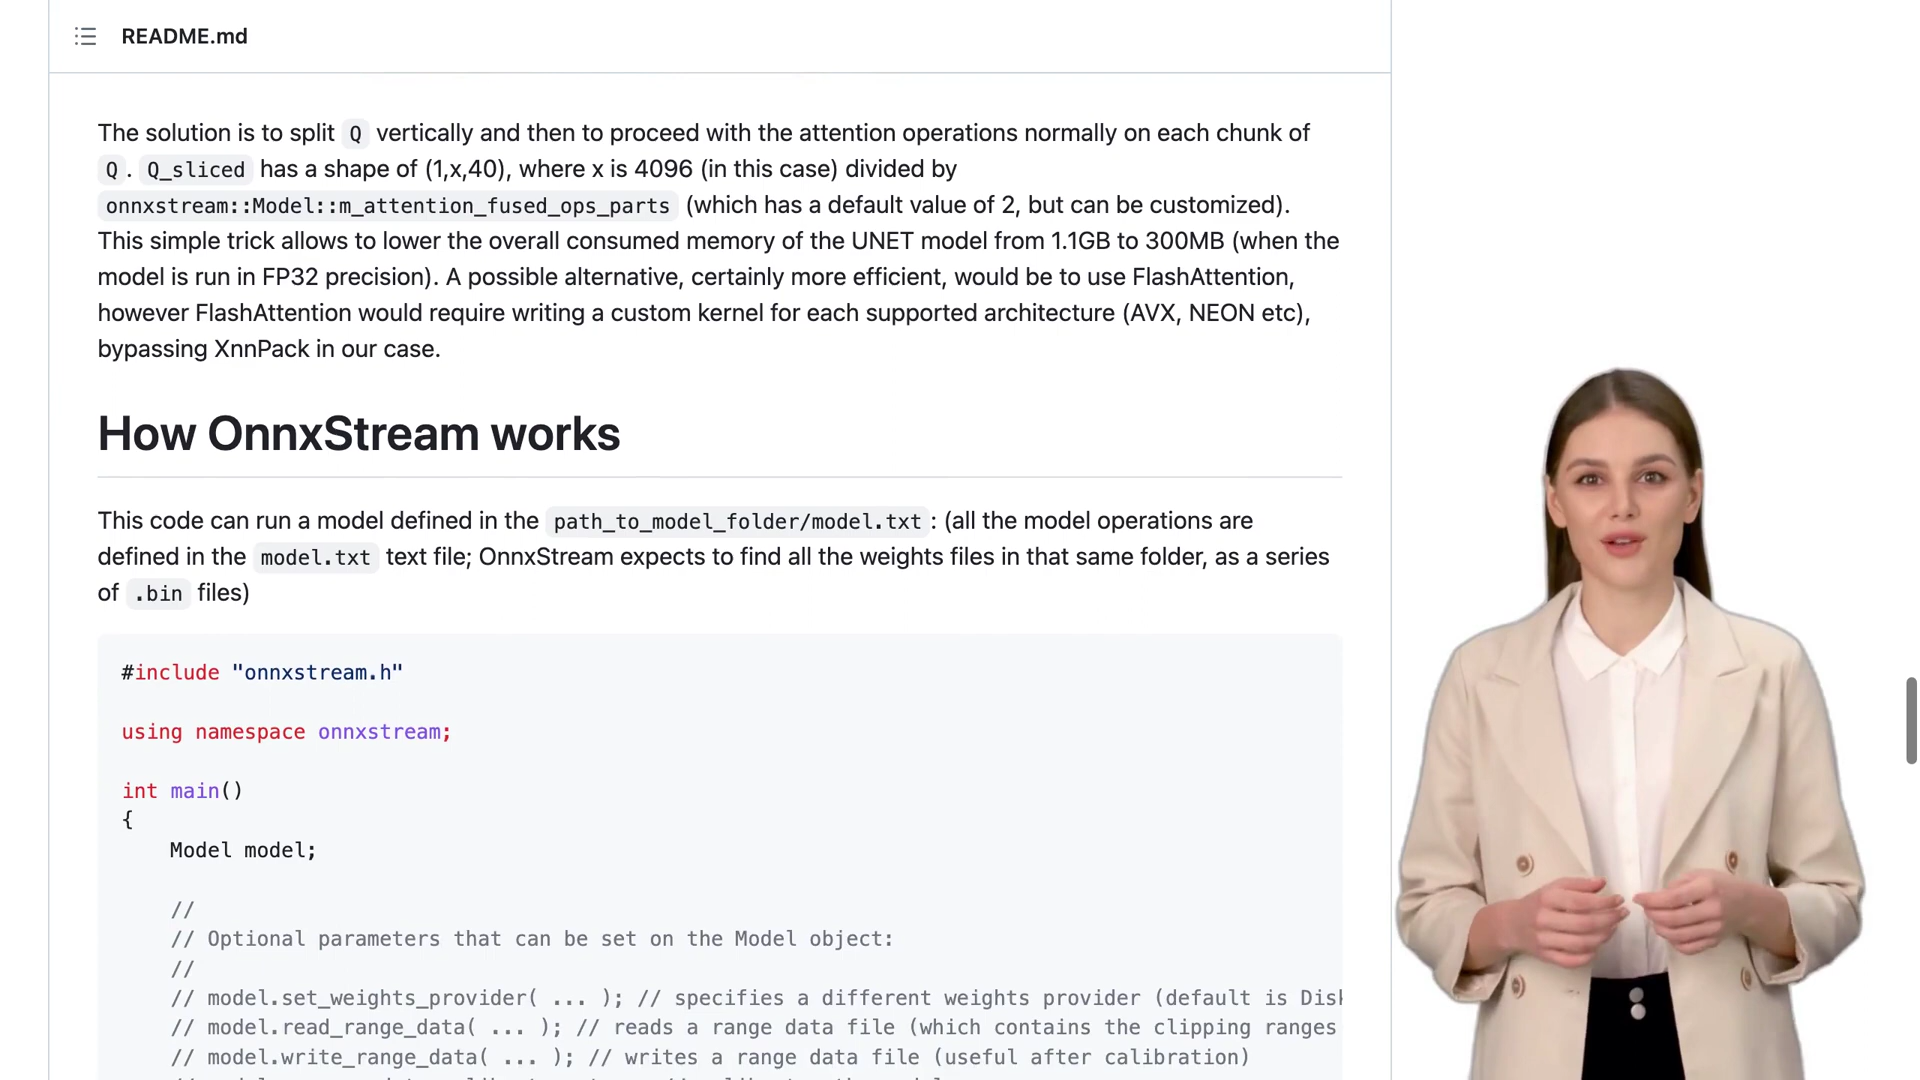 README.md
The solution is to split Q vertically and then to proceed with the attention operations normally on each chunk of
Q. Q_sliced has a shape of (1,x,40), where x is 4096 (in this case) divided by
onnxstream::Model::m_attention_fused_ops_parts (which has a default value of 2, but can be customized).
This simple trick allows to lower the overall consumed memory of the UNET model from 1.1GB to 300MB (when the
model is run in FP32 precision). A possible alternative, certainly more efficient, would be to use FlashAttention,
however FlashAttention would require writing a custom kernel for each supported architecture (AVX, NEON etc),
bypassing XnnPack in our case.
How OnnxStream works
This code can run a model defined in the path_to_model_folder/model.txt: (all the model operations are
defined in the model.txt text file; OnnxStream expects to find all the weights files in that same folder, as a series
of .bin files)
#include "onnxstream.h"
using namespace onnxstream;
int main()
{
Model model;
//
// Optional parameters that can be set on the Model object:
//
// model.set_weights_provider( ... ); // specifies a different weights provider (default is Disk
// model.read_range_data( ... ); // reads a range data file (which contains the clipping ranges
// model.write_range_data( ... ); // writes a range data file (useful after calibration)